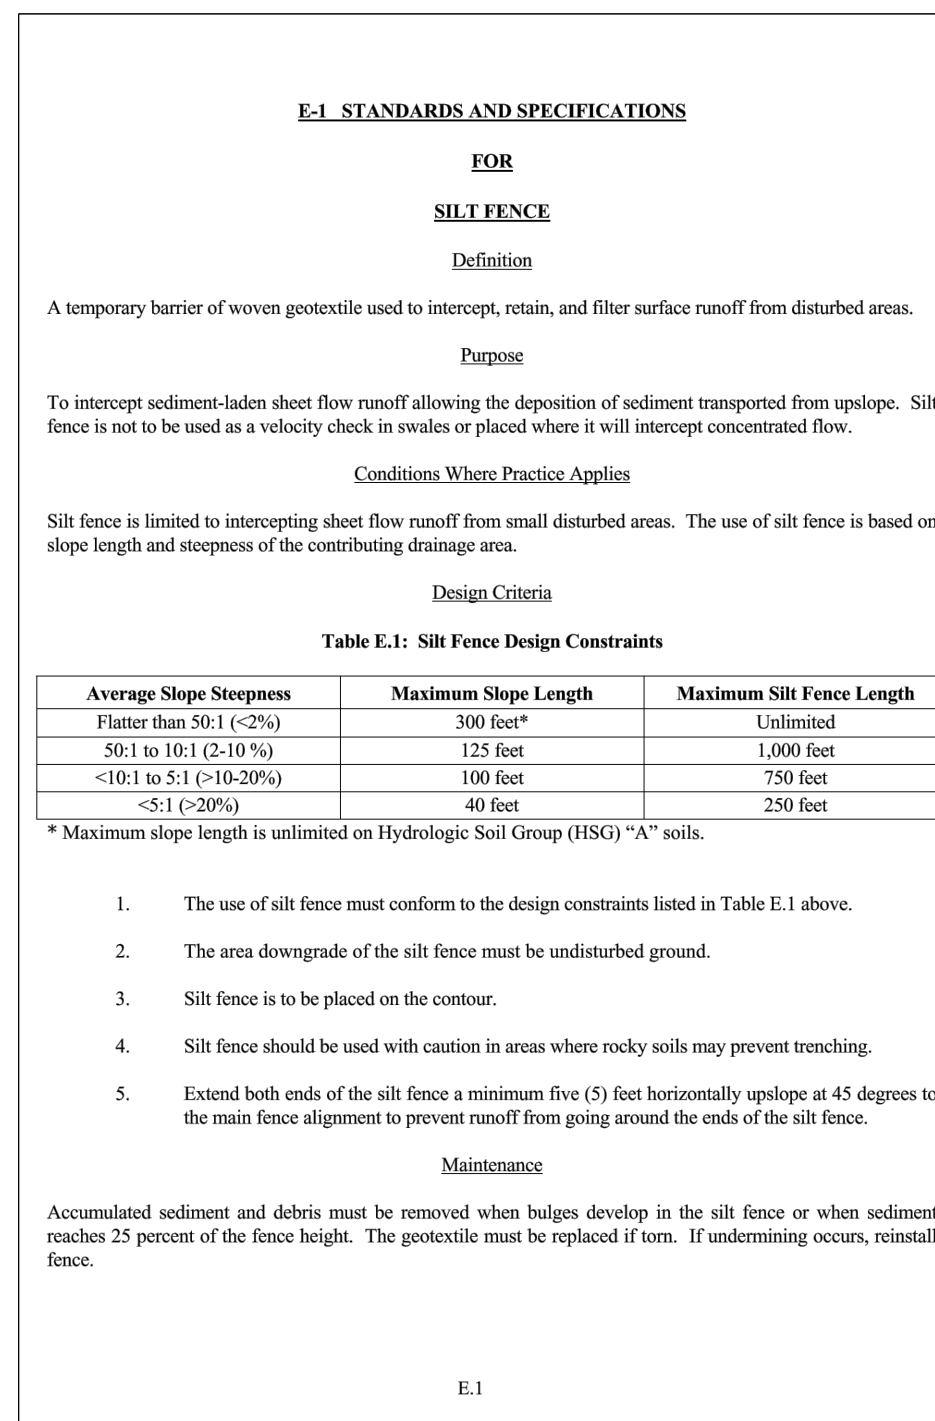 E-1 STANDARDS AND SPECIFICATIONS
FOR
SILT FENCE
Definition
A temporary barrier of woven geotextile used to intercept, retain, and filter surface runoff from disturbed areas.
Purpose
To intercept sediment-laden sheet flow runoff allowing the deposition of sediment transported from upslope. Silt
fence is not to be used as a velocity check in swales or placed where it will intercept concentrated flow.
Conditions Where Practice Applies
Silt fence is limited to intercepting sheet flow runoff from small disturbed areas. The use of silt fence is based on
slope length and steepness of the contributing drainage area.
Design Criteria
Table E.1: Silt Fence Design Constraints
Average Slope Steepness Maximum Slope Length Maximum Silt Fence Length
Flatter than 50:1 (<2%) 300 feet* Unlimited
50:1 to 10:1 (2-10 %) 125 feet 1,000 feet
<10:1 to 5:1 (>10-20%) 100 feet 750 feet
<5:1 (>20%) 40 feet 250 feet
* Maximum slope length is unlimited on Hydrologic Soil Group (HSG) “A” soils.
1. The use of silt fence must conform to the design constraints listed in Table E.1 above.
2. The area downgrade of the silt fence must be undisturbed ground.
3. Silt fence is to be placed on the contour.
4. Silt fence should be used with caution in areas where rocky soils may prevent trenching.
5. Extend both ends of the silt fence a minimum five (5) feet horizontally upslope at 45 degrees to
the main fence alignment to prevent runoff from going around the ends of the silt fence.
Maintenance
Accumulated sediment and debris must be removed when bulges develop in the silt fence or when sediment
reaches 25 percent of the fence height. The geotextile must be replaced if torn. If undermining occurs, reinstall
fence.
E.1